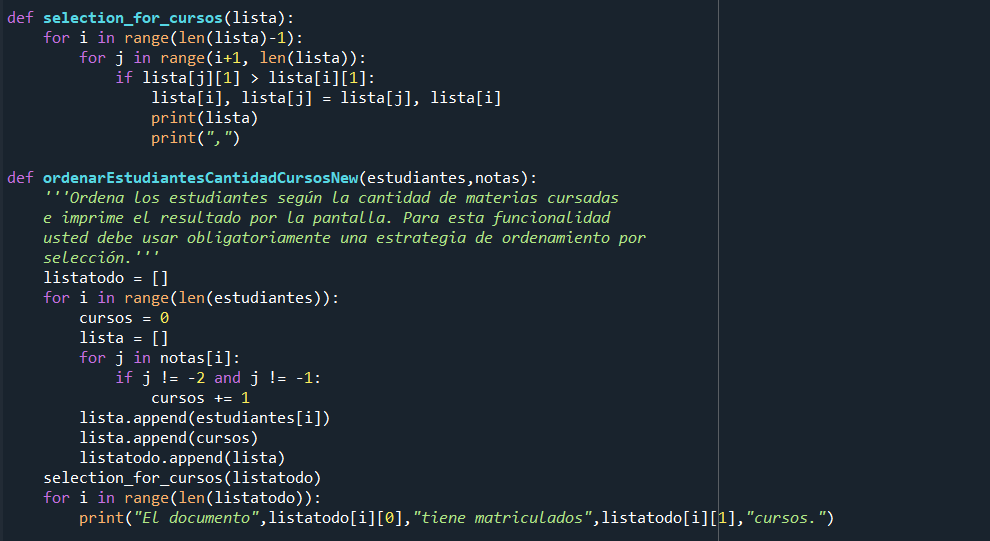 def selection_for_cursos(lista):
    for i in range(len(lista)-1):
        for j in range(i+1, len(lista)):
            if lista[j][1] > lista[i][1]:
                lista[i], lista[j] = lista[j], lista[i]
                print(lista)
                print(",")

def ordenarEstudiantesCantidadCursosNew(estudiantes,notas):
    '''Ordena los estudiantes según la cantidad de materias cursadas
    e imprime el resultado por la pantalla. Para esta funcionalidad
    usted debe usar obligatoriamente una estrategia de ordenamiento por
    selección.'''
    listatodo = []
    for i in range(len(estudiantes)):
        cursos = 0
        lista = []
        for j in notas[i]:
            if j != -2 and j != -1:
                cursos += 1
        lista.append(estudiantes[i])
        lista.append(cursos)
        listatodo.append(lista)
    selection_for_cursos(listatodo)
    for i in range(len(listatodo)):
        print("El documento",listatodo[i][0],"tiene matriculados",listatodo[i][1],"cursos.")